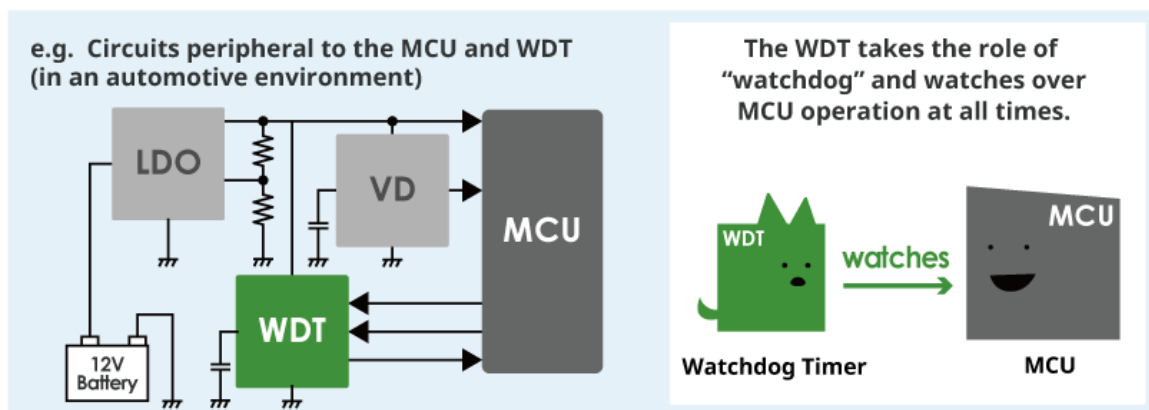 e.g. Circuits peripheral to the MCU and WDT
(in an automotive environment)
LDO
VD
MCU
WDT
12V
Battery
The WDT takes the role of
“watchdog” and watches over
MCU operation at all times.
WDT
watches
MCU
Watchdog Timer
MCU